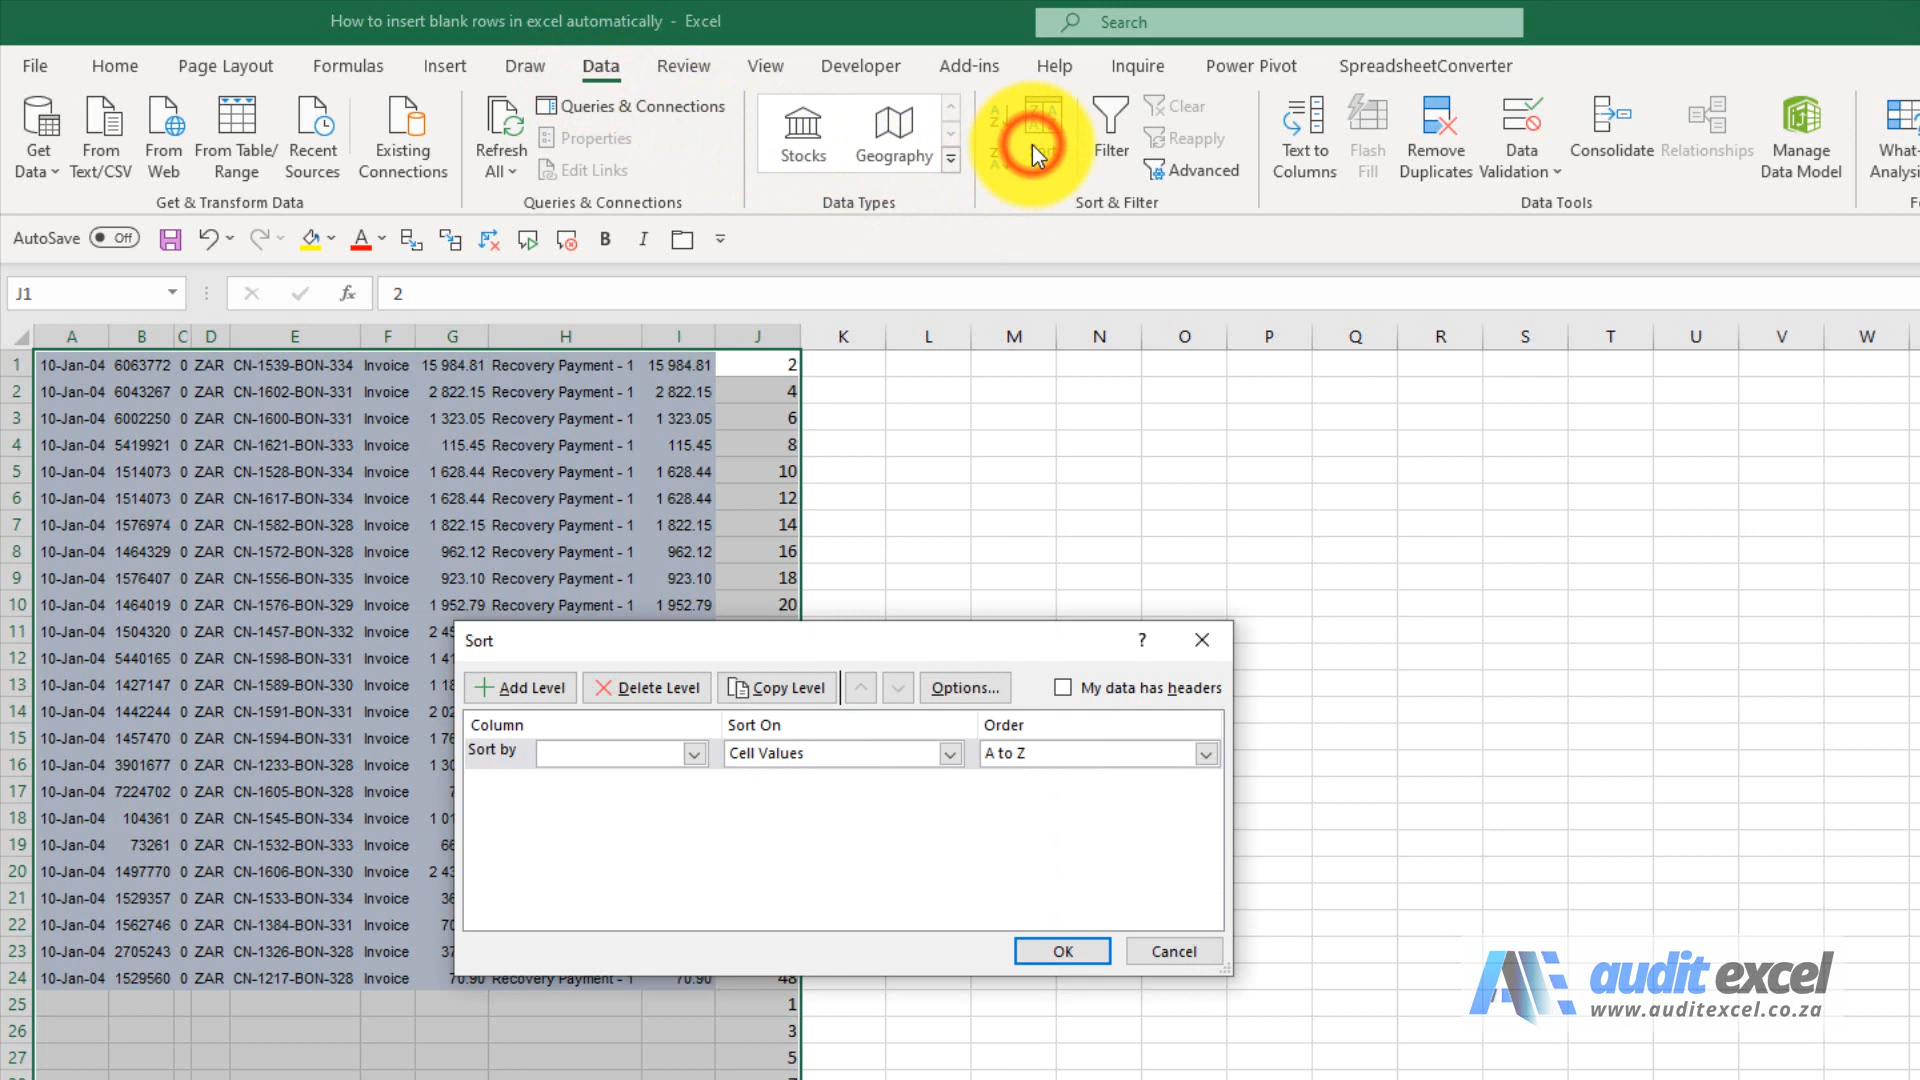 How to insert blank rows in excel automatically - Excel
Search
File Home Page Layout Formulas Insert Draw Data Review View Developer Add-ins Help Inquire Power Pivot SpreadsheetConverter
Get Data
From Text/CSV
From Web
From Table/ Range
Recent Sources
Existing Connections
Get & Transform Data
Refresh All
Queries & Connections
Properties
Edit Links
Queries & Connections
Stocks
Geography
Data Types
Filter
Clear
Reapply
Advanced
Sort & Filter
Text to Columns
Flash Fill
Remove Duplicates
Data Validation
Consolidate
Relationships
Manage Data Model
Data Tools
What-
Analysi
AutoSave Off
A B I
J1 fx 2
A B C D E F G H I J K L M N O P Q R S T U V W
1 10-Jan-04 6063772 0 ZAR CN-1539-BON-334 Invoice 15 984.81 Recovery Payment - 1 15 984.81 2
2 10-Jan-04 6043267 0 ZAR CN-1602-BON-331 Invoice 2 822.15 Recovery Payment - 1 2 822.15 4
3 10-Jan-04 6002250 0 ZAR CN-1600-BON-331 Invoice 1 323.05 Recovery Payment - 1 1 323.05 6
4 10-Jan-04 5419921 0 ZAR CN-1621-BON-333 Invoice 115.45 Recovery Payment - 1 115.45 8
5 10-Jan-04 1514073 0 ZAR CN-1528-BON-334 Invoice 1 628.44 Recovery Payment - 1 1 628.44 10
6 10-Jan-04 1514073 0 ZAR CN-1617-BON-334 Invoice 1 628.44 Recovery Payment - 1 1 628.44 12
7 10-Jan-04 1576974 0 ZAR CN-1582-BON-328 Invoice 1 822.15 Recovery Payment - 1 1 822.15 14
8 10-Jan-04 1464329 0 ZAR CN-1572-BON-328 Invoice 962.12 Recovery Payment - 1 962.12 16
9 10-Jan-04 1576407 0 ZAR CN-1556-BON-335 Invoice 923.10 Recovery Payment - 1 923.10 18
10 10-Jan-04 1464019 0 ZAR CN-1576-BON-329 Invoice 1 952.79 Recovery Payment - 1 1 952.79 20
11 10-Jan-04 1504320 0 ZAR CN-1457-BON-332 Invoice 2 45
12 10-Jan-04 5440165 0 ZAR CN-1598-BON-331 Invoice 1 41
13 10-Jan-04 1427147 0 ZAR CN-1589-BON-330 Invoice 1 18
14 10-Jan-04 1442244 0 ZAR CN-1591-BON-331 Invoice 2 02
15 10-Jan-04 1457470 0 ZAR CN-1594-BON-331 Invoice 1 76
16 10-Jan-04 3901677 0 ZAR CN-1233-BON-328 Invoice 1 30
17 10-Jan-04 7224702 0 ZAR CN-1605-BON-328 Invoice 7
18 10-Jan-04 104361 0 ZAR CN-1545-BON-334 Invoice 1 01
19 10-Jan-04 73261 0 ZAR CN-1532-BON-333 Invoice 66
20 10-Jan-04 1497770 0 ZAR CN-1606-BON-330 Invoice 2 43
21 10-Jan-04 1529357 0 ZAR CN-1533-BON-334 Invoice 36
22 10-Jan-04 1562746 0 ZAR CN-1384-BON-331 Invoice 70
23 10-Jan-04 2705243 0 ZAR CN-1326-BON-328 Invoice 37
24 10-Jan-04 1529560 0 ZAR CN-1217-BON-328 Invoice 70.90 Recovery Payment - 1 70.90 48
25 1
26 3
27 5
Sort ?
Add Level Delete Level Copy Level Options... My data has headers
Column Sort On Order
Sort by Cell Values A to Z
OK Cancel
audit excel
www.auditexcel.co.za